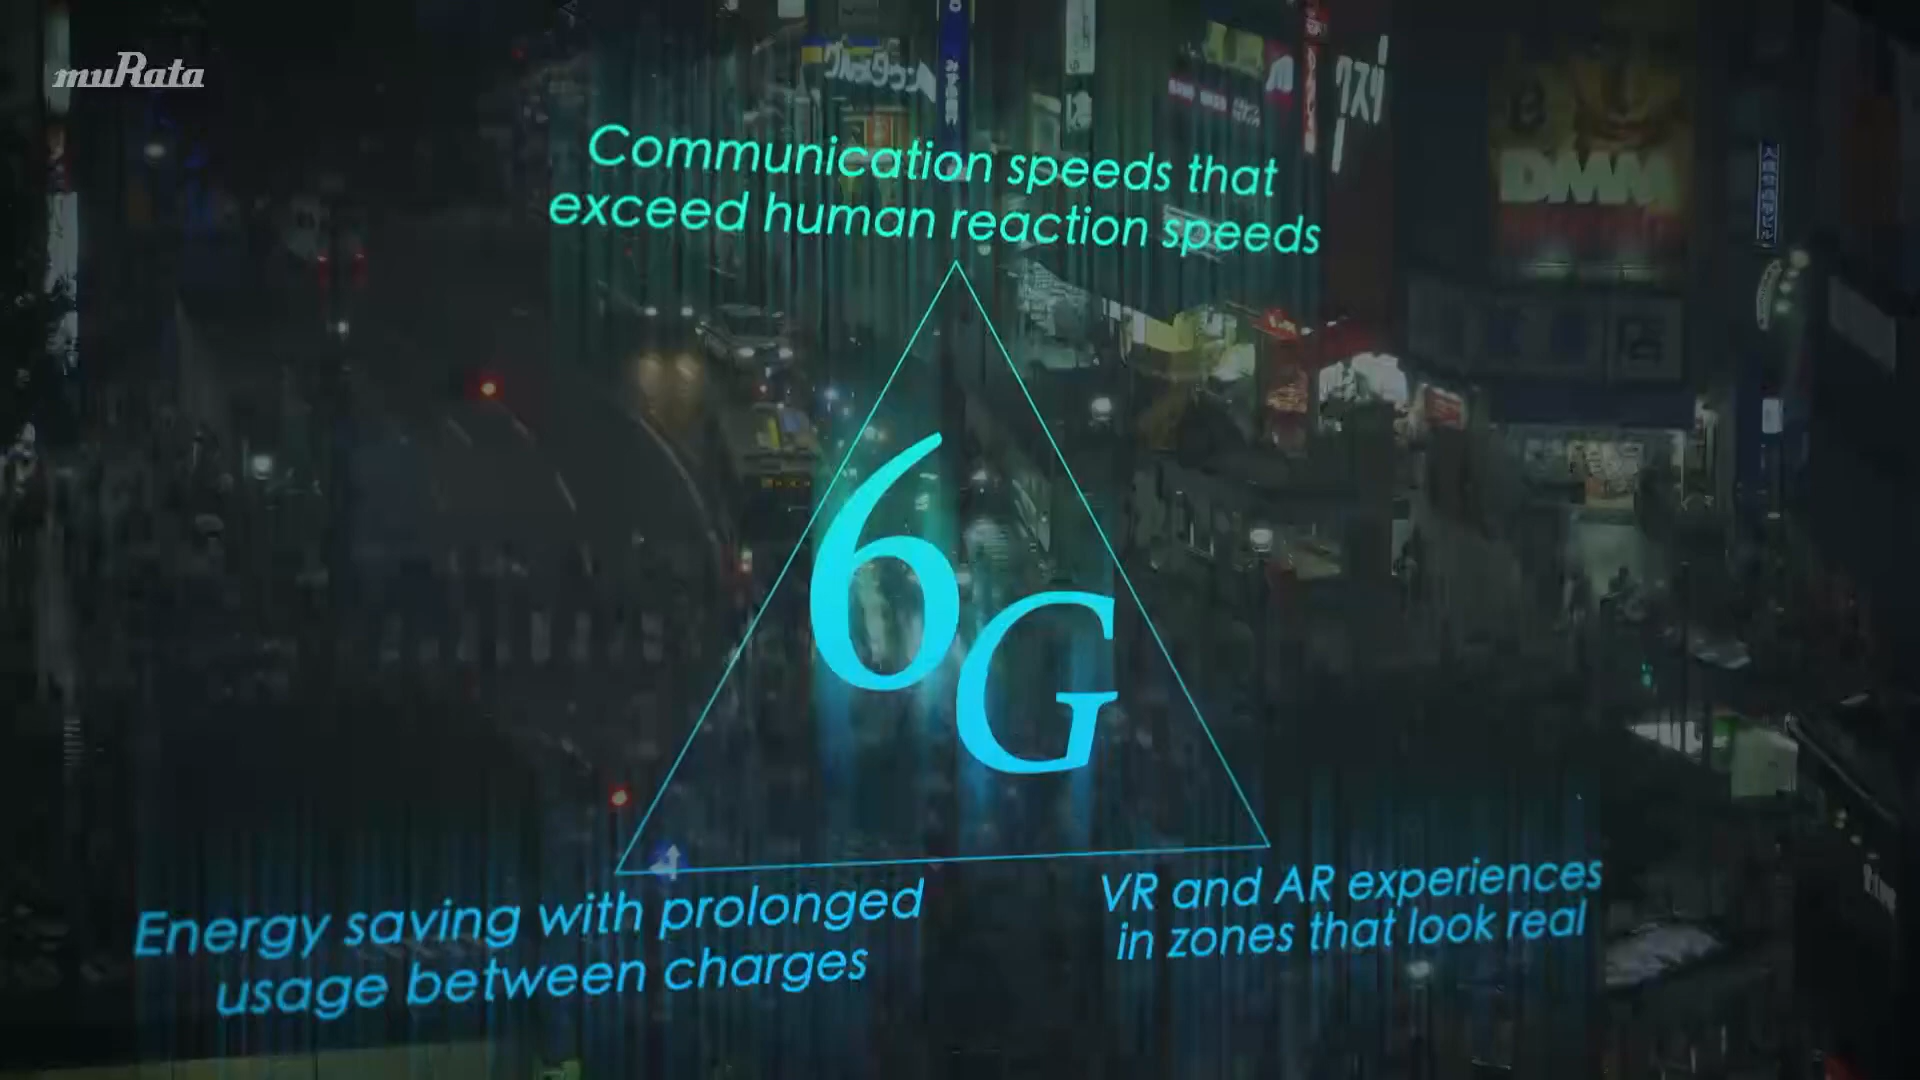 muRata
Communication speeds that
exceed human reaction speeds
DMM
6G
Energy saving with prolonged
usage between charges
VR and AR experiences
in zones that look real